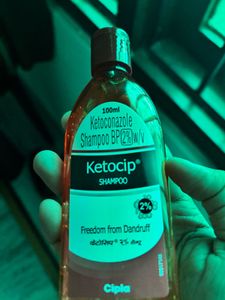 100ml
Ketoconazole
Shampoo BP 2% w/v
Ketocip®
SHAMPOO
2%
Freedom from Dandruff
Cipla